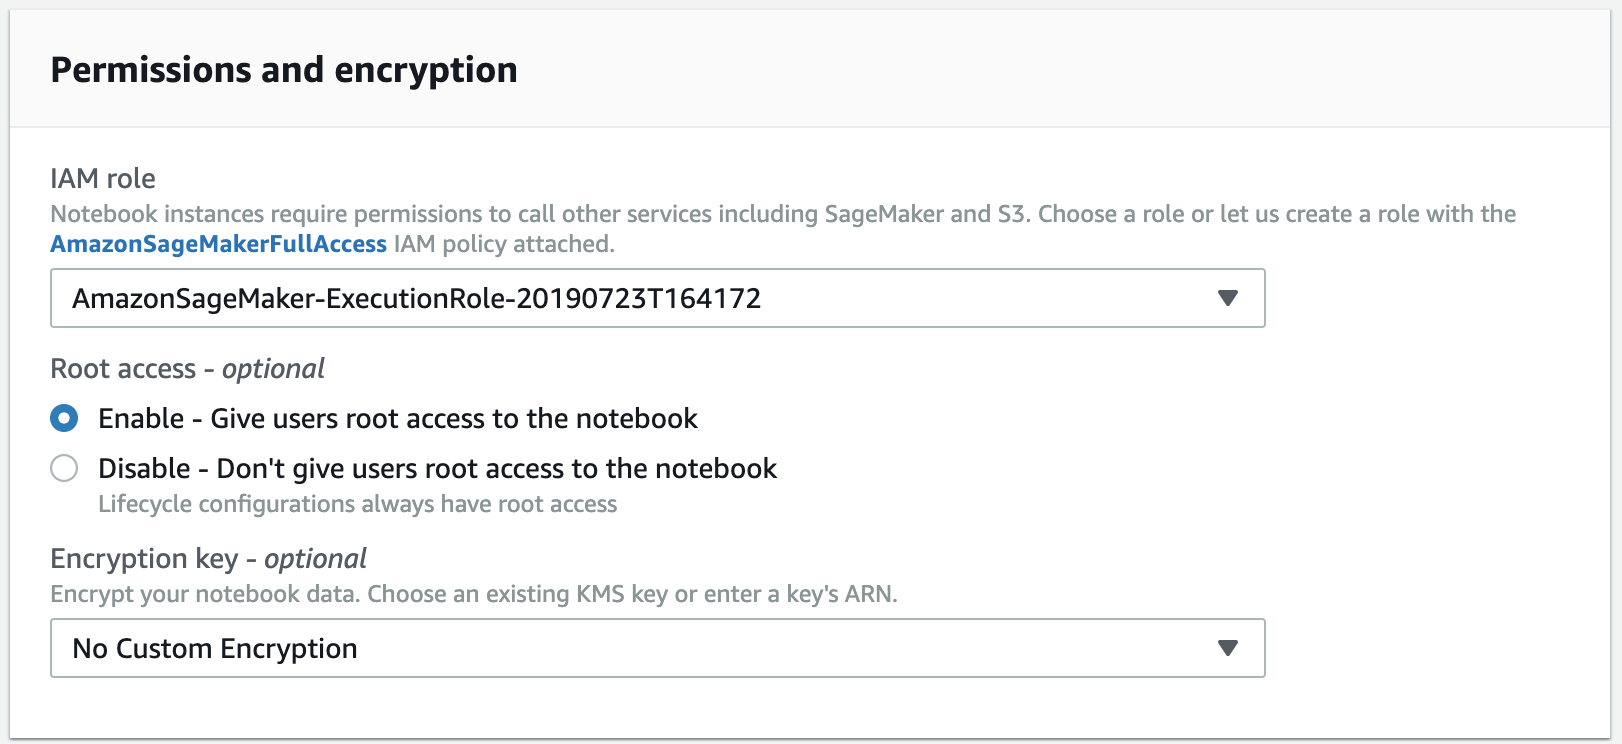 Permissions and encryption
IAM role
Notebook instances require permissions to call other services including SageMaker and S3. Choose a role or let us create a role with the
AmazonSageMakerFullAccess IAM policy attached.
AmazonSageMaker-ExecutionRole-20190723T164172
Root access - optional
Enable - Give users root access to the notebook
Disable - Don't give users root access to the notebook
Lifecycle configurations always have root access
Encryption key - optional
Encrypt your notebook data. Choose an existing KMS key or enter a key's ARN.
No Custom Encryption